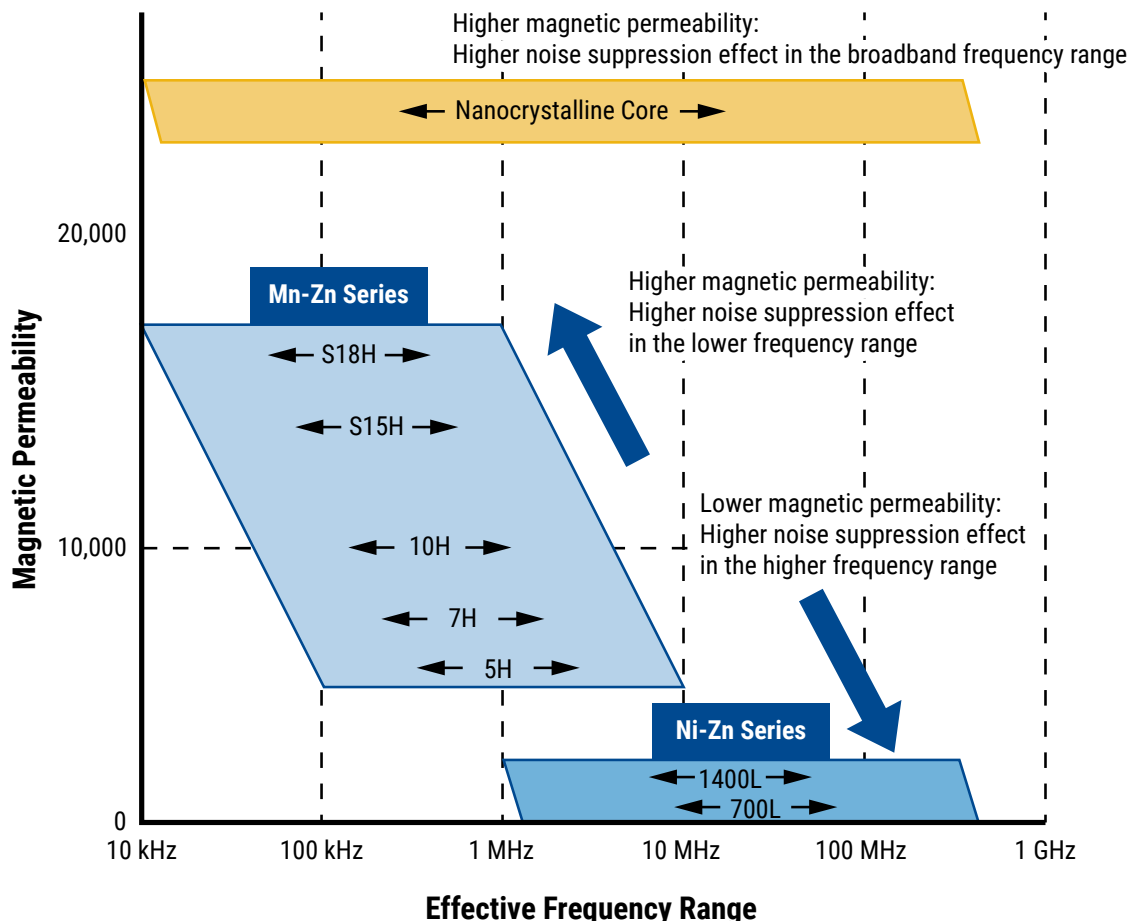 Higher magnetic permeability:
Higher noise suppression effect in the broadband frequency range
Nanocrystalline Core
20,000
Mn-Zn Series
Higher magnetic permeability:
Higher noise suppression effect
in the lower frequency range
S18H
S15H
Magnetic Permeability
Lower magnetic permeability:
Higher noise suppression effect
in the higher frequency range
10,000
10H
7H
5H
Ni-Zn Series
1400L
700L
0
10 kHz
100 kHz
1 MHz
10 MHz
100 MHz
1 GHz
Effective Frequency Range